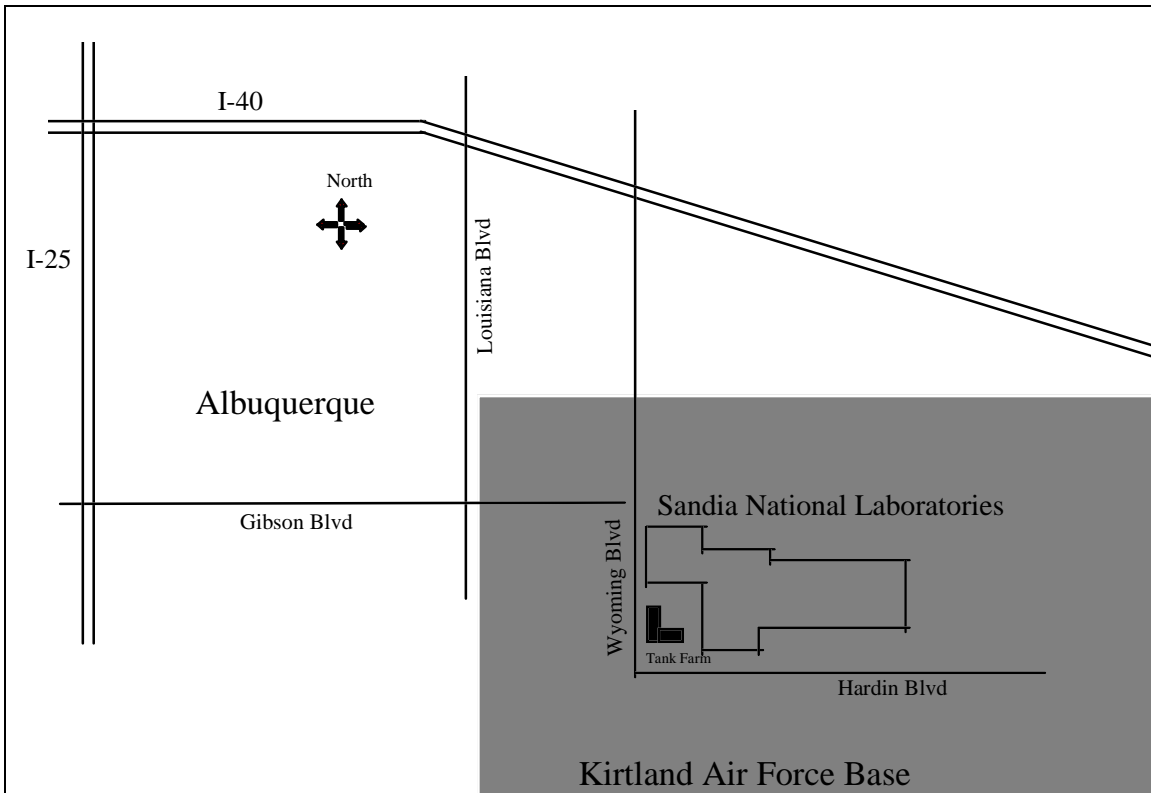 I-40
North
Louisiana Blvd
I-25
Albuquerque
Sandia National Laboratories
Gibson Blvd
Wyoming Blvd
Tank Farm
Hardin Blvd
Kirtland Air Force Base